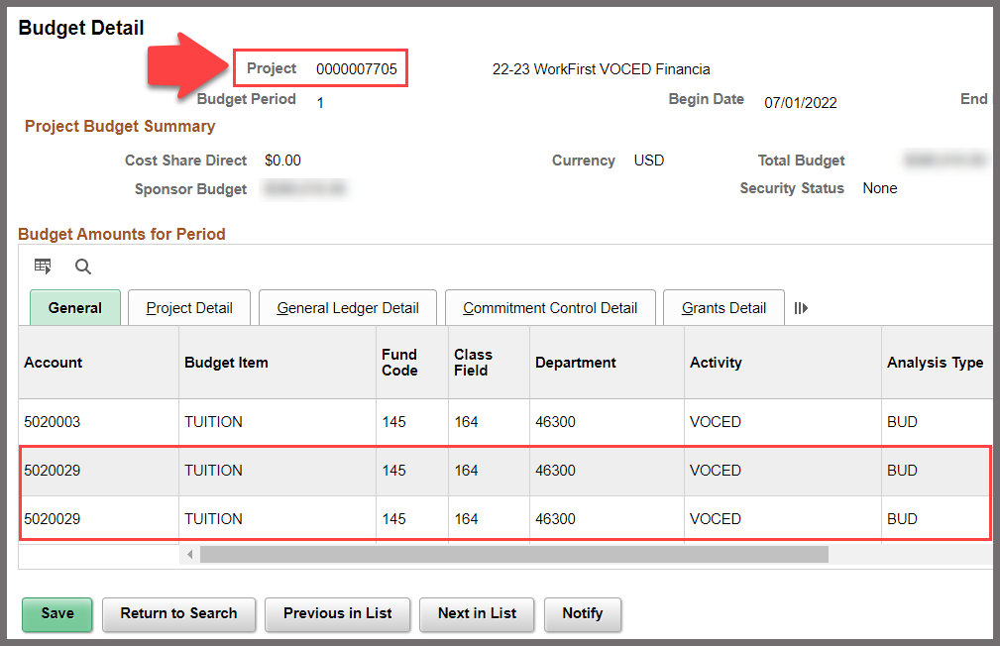 Budget Detail
Project 0000007705 22-23 WorkFirst VOCED Financia
Budget Period 1 Begin Date 07/01/2022 End
Project Budget Summary
Cost Share Direct $0.00 Currency USD Total Budget
Sponsor Budget Security Status None
Budget Amounts for Period
General Project Detail General Ledger Detail Commitment Control Detail Grants Detail
Account Budget Item Fund Code Class Field Department Activity Analysis Type
5020003 TUITION 145 164 46300 VOCED BUD
5020029 TUITION 145 164 46300 VOCED BUD
5020029 TUITION 145 164 46300 VOCED BUD
Save Return to Search Previous in List Next in List Notify